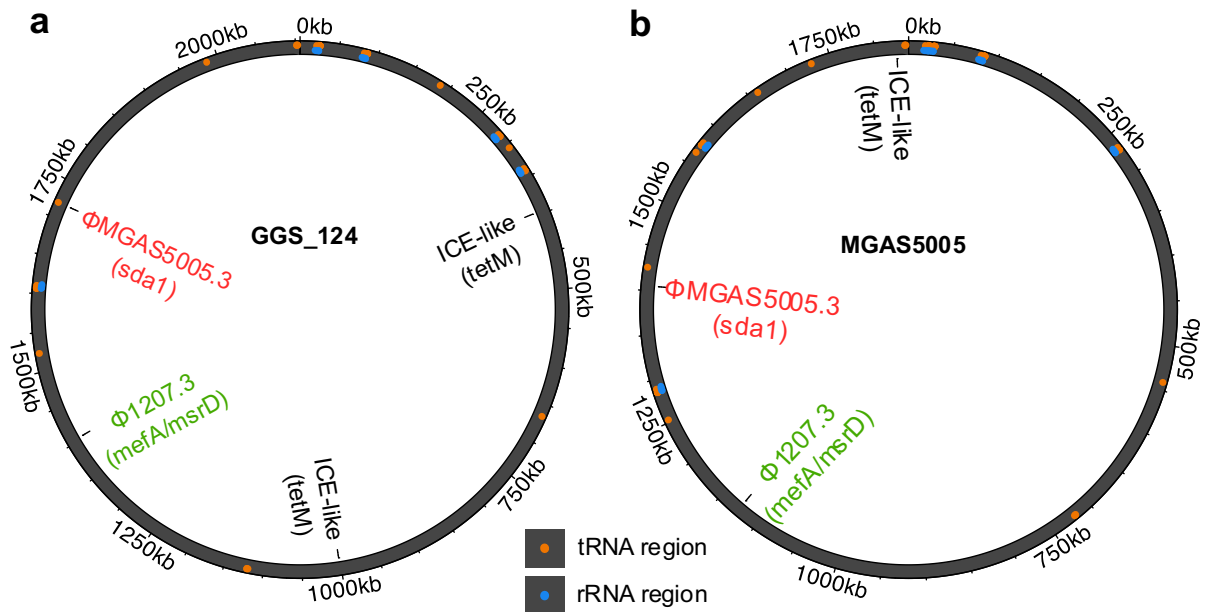 a
0kb
250kb
500kb
750kb
1000kb
1250kb
1500kb
1750kb
2000kb
GGS_124
ΦMGAS5005.3
(sda1)
ICE-like
(tetM)
Φ1207.3
(mefA/msrD)
ICE-like
(tetM)
b
0kb
250kb
500kb
750kb
1000kb
1250kb
1500kb
1750kb
ICE-like
(tetM)
MGAS5005
ΦMGAS5005.3
(sda1)
Φ1207.3
(mefA/msrD)
tRNA region
rRNA region